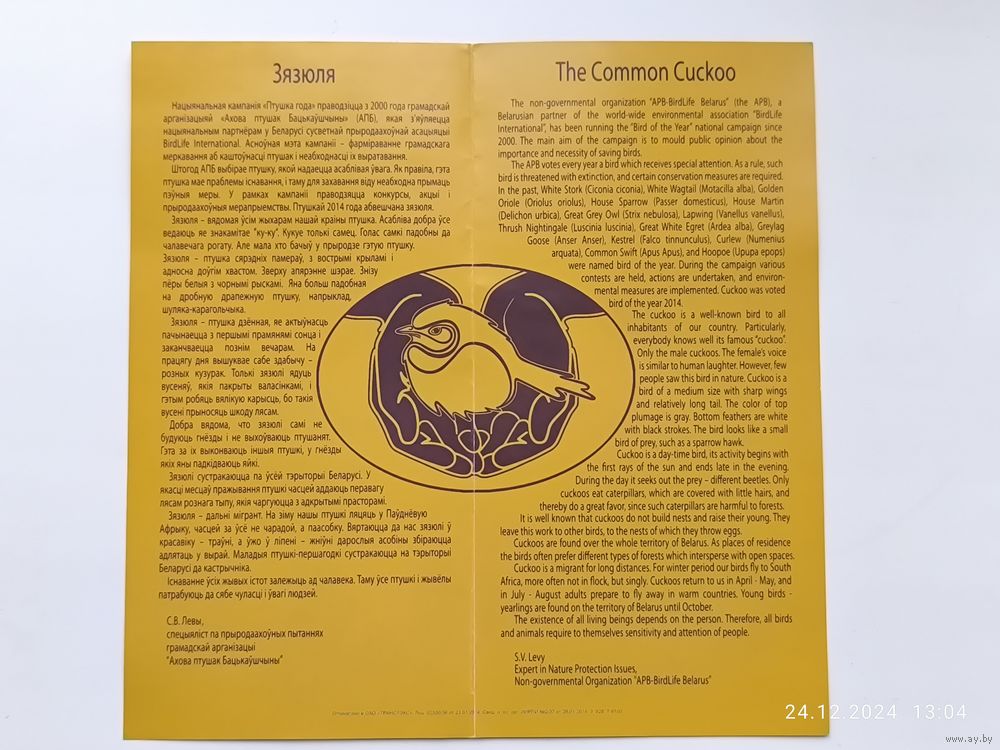 Зязюля
Нацыянальная кампанія «Птушка года» праводзіцца з 2000 года грамадскай
арганізацыяй «Ахова птушак Бацькаўшчыны» (АПБ), якая з'яўляецца
нацыянальным партнёрам у Беларусі сусветнай прыродаахоўнай асацыяцыі
BirdLife International. Асноўная мэта кампаніі – фарміраванне грамадскага
меркавання аб каштоўнасці птушак і неабходнасці іх выратавання.
Штогод АПБ выбірае птушку, якой надаецца асаблівая ўвага. Як правіла, гэта
птушка мае праблемы існавання, і таму для захавання віду неабходна прымаць
пэўныя меры. У рамках кампаніі праводзяцца конкурсы, акцыі і
прыродаахоўныя мерапрыемствы. Птушкай 2014 года абвешчана зязюля.
Зязюля – вядомая ўсім жыхарам нашай краіны птушка. Асабліва добра ўсе
ведаюць яе знакамітае "ку-ку". Кукуе толькі самец. Голас самкі падобны да
чалавечага рогату. Але мала хто бачыў у прыродзе гэтую птушку.
Зязюля – птушка сярэдніх памераў, з вострымі крыламі і
адносна доўгім хвастом. Зверху апярэнне шэрае. Знізу
пёры белыя з чорнымі рыскамі. Яна больш падобная
на дробную драпежную птушку, напрыклад,
шуляка-карагольчыка.
Зязюля – птушка дзённая, яе актыўнасць
пачынаецца з першымі прамянямі сонца і
заканчваецца познім вечарам. На
працягу дня вышуквае сабе здабычу –
розных кузурак. Толькі зязюлі ядуць
вусеняў, якія пакрыты валасінкамі, і
гэтым робяць вялікую карысць, бо такія
вусені прыносяць шкоду лясам.
Добра вядома, что зязюлі самі не
будуюць гнёзды і не выхоўваюць птушанят.
Гэта за іх выконваюць іншыя птушкі, у гнёзды
якіх яны падкідваюць яйкі.
Зязюлі сустракаюцца па ўсёй тэрыторыі Беларусі. У
якасці месцаў пражывання птушкі часцей аддаюць перавагу
лясам рознага тыпу, якія чаргуюцца з адкрытымі прасторамі.
Зязюля – дальні мігрант. На зіму нашы птушкі ляцяць у Паўднёвую
Афрыку, часцей за ўсё не чарадой, а паасобку. Вяртаюцца да нас зязюлі ў
красавіку – траўні, а ўжо ў ліпені – жніўні дарослыя асобіны збіраюцца
адлятаць у вырай. Маладыя птушкі-першагодкі сустракаюцца на тэрыторыі
Беларусі да кастрычніка.
Існаванне ўсіх жывых істот залежыць ад чалавека. Таму ўсе птушкі і жывёлы
патрабуюць да сябе чуласці і ўвагі людзей.
С.В. Левы,
спецыяліст па прыродаахоўных пытаннях
грамадскай арганізацыі
"Ахова птушак Бацькаўшчыны"
The Common Cuckoo
The non-governmental organization "APB-BirdLife Belarus" (the APB), a
Belarusian partner of the world-wide environmental association "BirdLife
International", has been running the "Bird of the Year" national campaign since
2000. The main aim of the campaign is to mould public opinion about the
importance and necessity of saving birds.
The APB votes every year a bird which receives special attention. As a rule, such
bird is threatened with extinction, and certain conservation measures are required.
In the past, White Stork (Ciconia ciconia), White Wagtail (Motacilla alba), Golden
Oriole (Oriolus oriolus), House Sparrow (Passer domesticus), House Martin
(Delichon urbica), Great Grey Owl (Strix nebulosa), Lapwing (Vanellus vanellus),
Thrush Nightingale (Luscinia luscinia), Great White Egret (Ardea alba), Greylag
Goose (Anser Anser), Kestrel (Falco tinnunculus), Curlew (Numenius
arquata), Common Swift (Apus Apus), and Hoopoe (Upupa epops)
were named bird of the year. During the campaign various
contests are held, actions are undertaken, and environ-
mental measures are implemented. Cuckoo was voted
bird of the year 2014.
The cuckoo is a well-known bird to all
inhabitants of our country. Particularly,
everybody knows well its famous "cuckoo".
Only the male cuckoos. The female's voice
is similar to human laughter. However, few
people saw this bird in nature. Cuckoo is a
bird of a medium size with sharp wings
and relatively long tail. The color of top
plumage is gray. Bottom feathers are white
with black strokes. The bird looks like a small
bird of prey, such as a sparrow hawk.
Cuckoo is a day-time bird, its activity begins with
the first rays of the sun and ends late in the evening.
During the day it seeks out the prey – different beetles. Only
cuckoos eat caterpillars, which are covered with little hairs, and
thereby do a great favor, since such caterpillars are harmful to forests.
It is well known that cuckoos do not build nests and raise their young. They
leave this work to other birds, to the nests of which they throw eggs.
Cuckoos are found over the whole territory of Belarus. As places of residence
the birds often prefer different types of forests which intersperse with open spaces.
Cuckoo is a migrant for long distances. For winter period our birds fly to South
Africa, more often not in flock, but singly. Cuckoos return to us in April - May, and
in July - August adults prepare to fly away in warm countries. Young birds -
yearlings are found on the territory of Belarus until October.
The existence of all living beings depends on the person. Therefore, all birds
and animals require to themselves sensitivity and attention of people.
S.V. Levy
Expert in Nature Protection Issues,
Non-governmental Organization "APB-BirdLife Belarus"
24.12.2024 13:04
www.ay.by